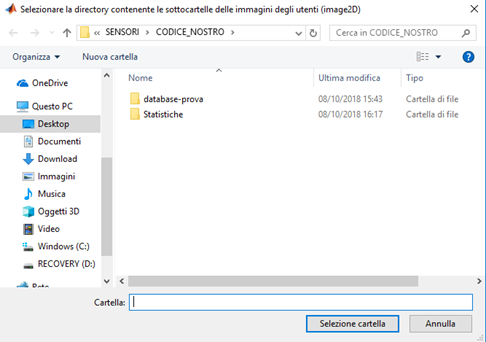 Selezionare la directory contenente le sottocartelle delle immagini degli utenti (image2D)
« SENSORI > CODICE_NOSTRO >
Cerca in CODICE_NOSTRO
Organizza Nuova cartella
OneDrive
Questo PC
Desktop
Documenti
Download
Immagini
Musica
Oggetti 3D
Video
Windows (C:)
RECOVERY (D:)
Nome Ultima modifica Tipo
database-prova 08/10/2018 15:43 Cartella di file
Statistiche 08/10/2018 16:17 Cartella di file
Cartella:
Selezione cartella Annulla